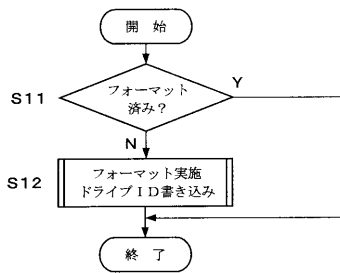 開 始
S11
フォーマット
済み？
Y
N
S12
フォーマット実施
ドライブＩＤ書き込み
終 了